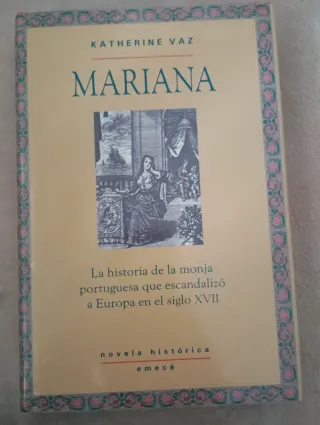 KATHERINE VAZ
MARIANA
La historia de la monja
portuguesa que escandalizó
a Europa en el siglo XVII
novela histórica
emecé